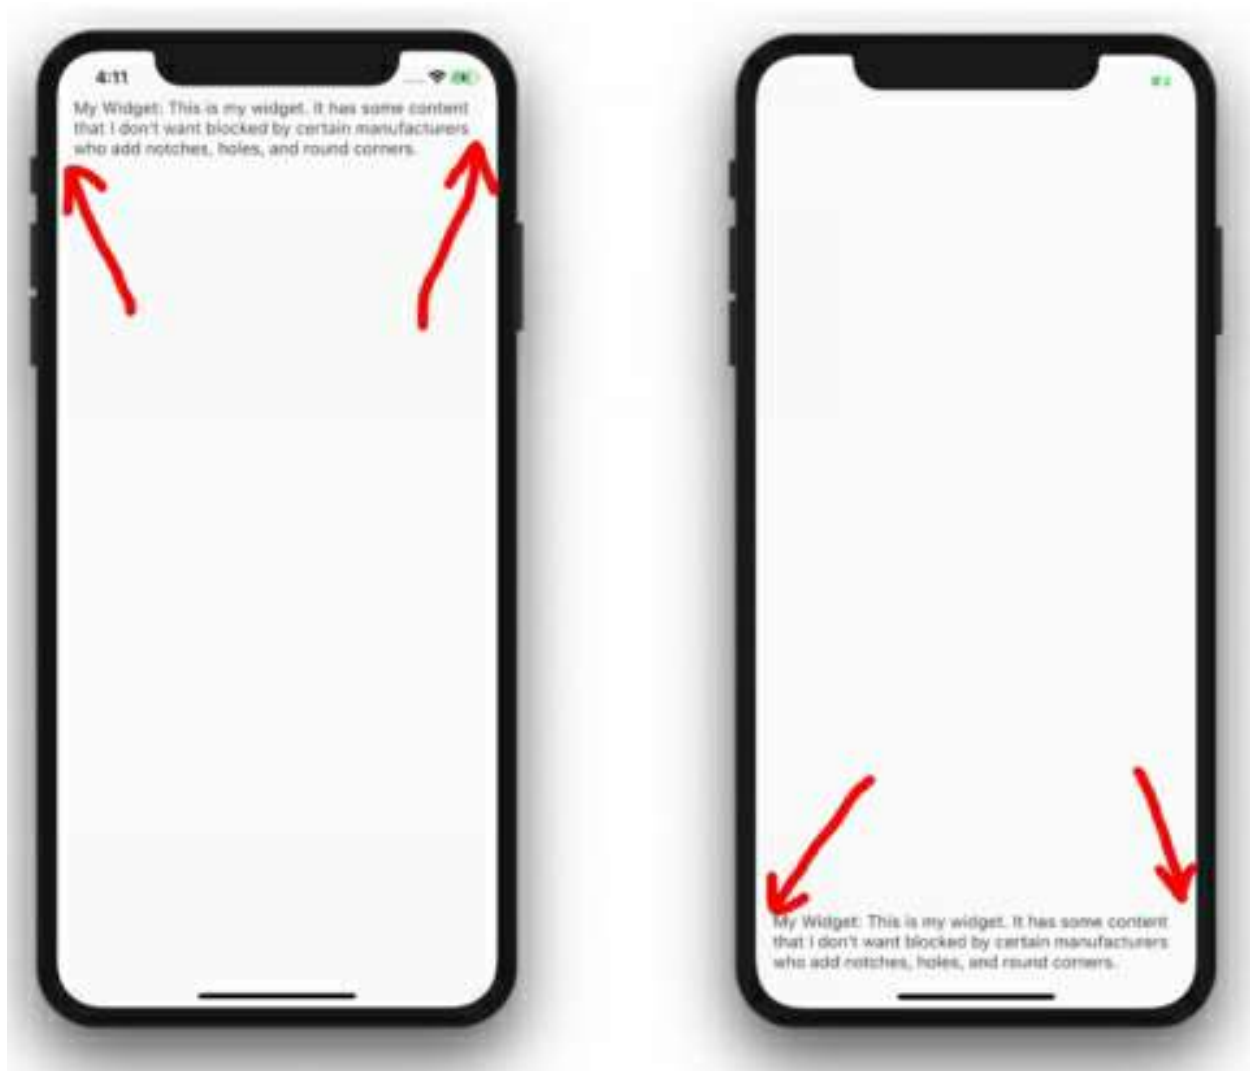 4:11
My Widget: This is my widget. It has some content
that I don't want blocked by certain manufacturers
who add notches, holes, and round corners.
My Widget: This is my widget. It has some content
that I don't want blocked by certain manufacturers
who add notches, holes, and round corners.